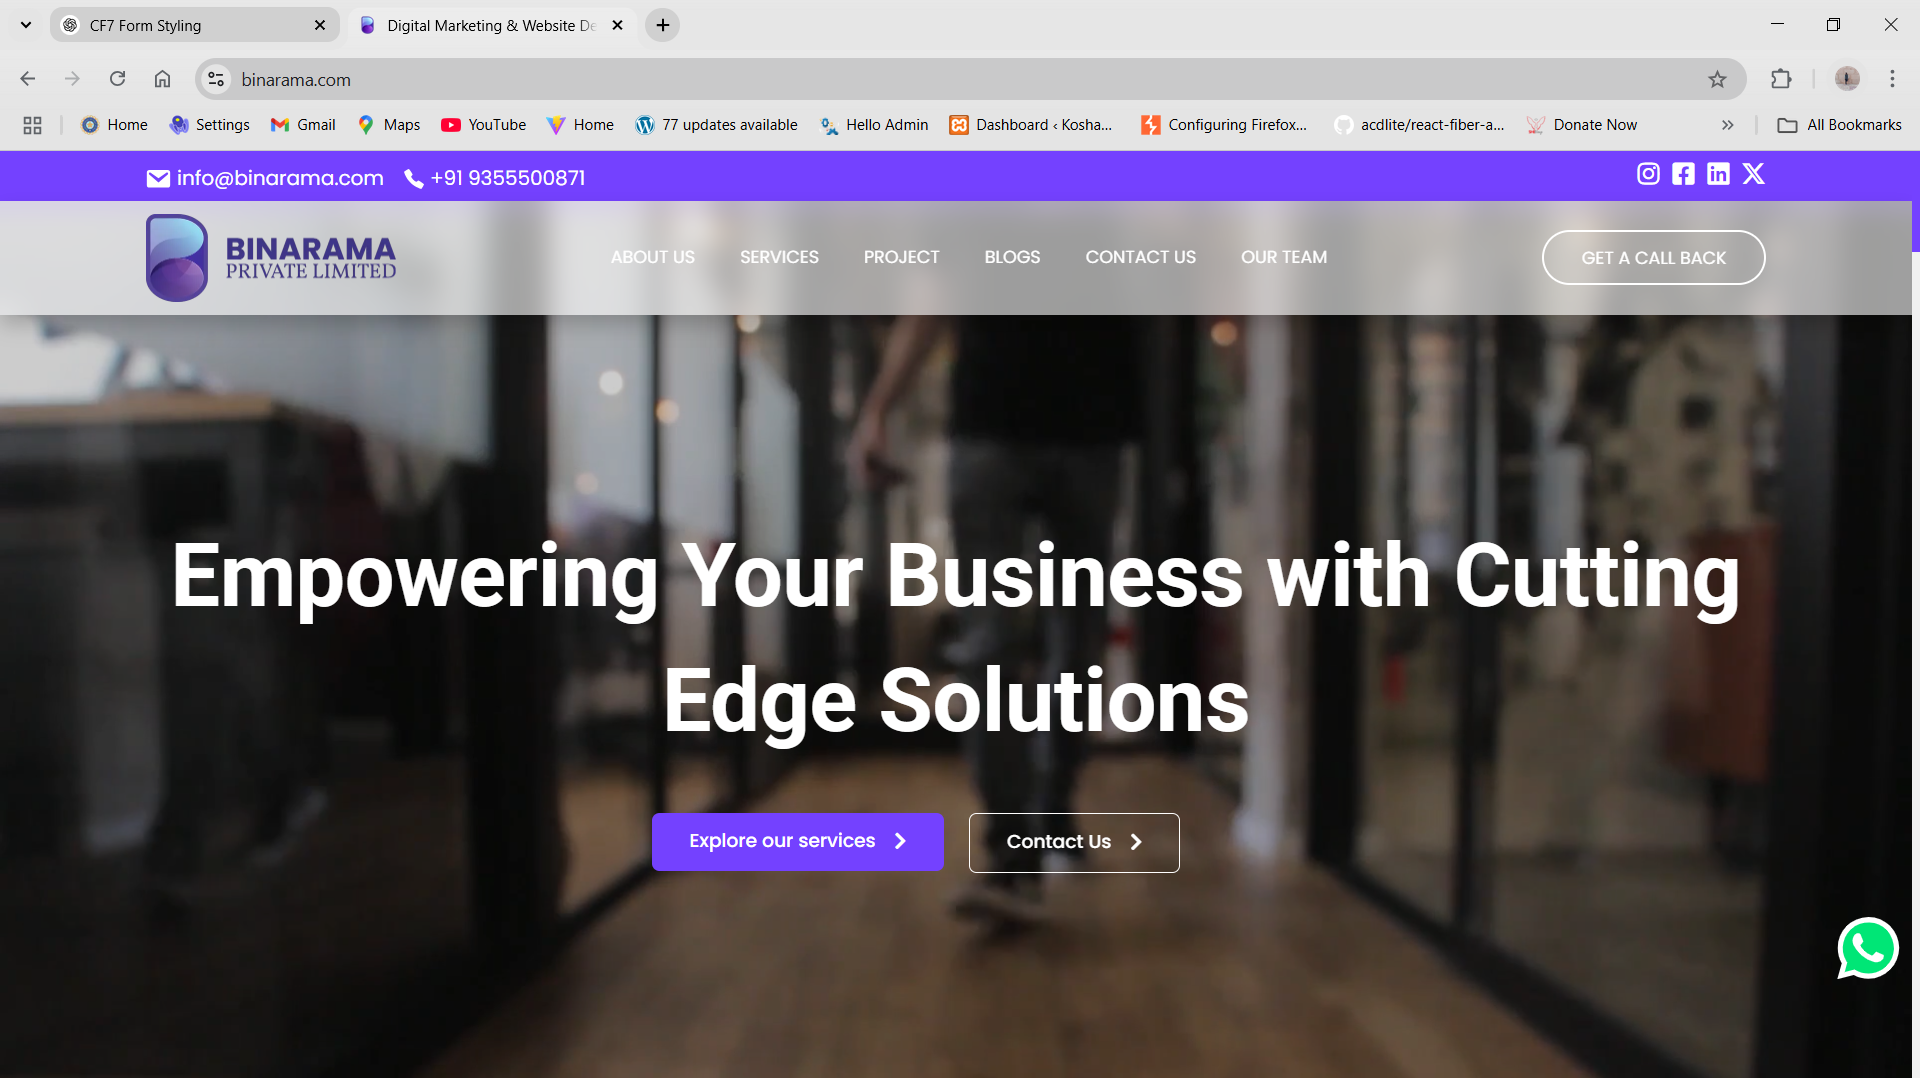 CF7 Form Styling
Digital Marketing & Website De
binarama.com
Home Settings Gmail Maps YouTube Home 77 updates available Hello Admin Dashboard ‹ Kosha... Configuring Firefox... acdlite/react-fiber-a... Donate Now All Bookmarks
info@binarama.com +91 9355500871
BINARAMA
PRIVATE LIMITED
ABOUT US SERVICES PROJECT BLOGS CONTACT US OUR TEAM
GET A CALL BACK
Empowering Your Business with Cutting
Edge Solutions
Explore our services
Contact Us